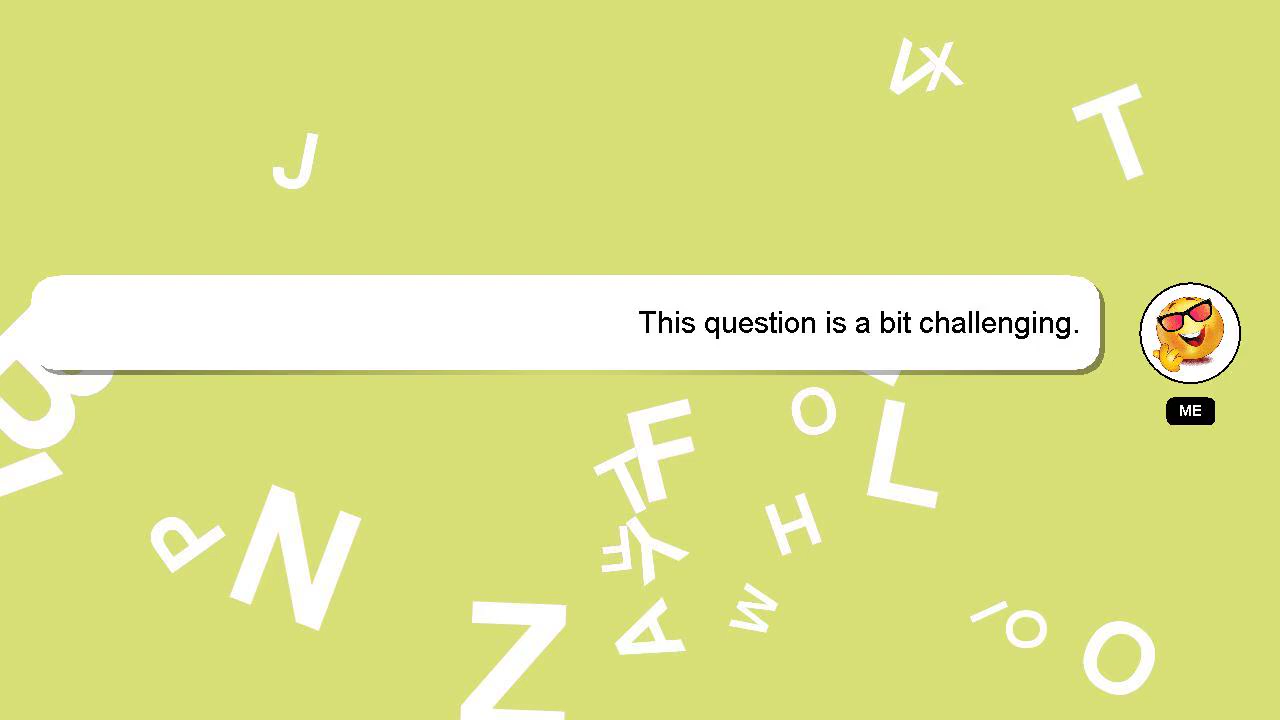 V X
T
J
This question is a bit challenging.
ME
B
I
F
T
O
L
P
N
H
Y
F
Z
A
W
I
O
O